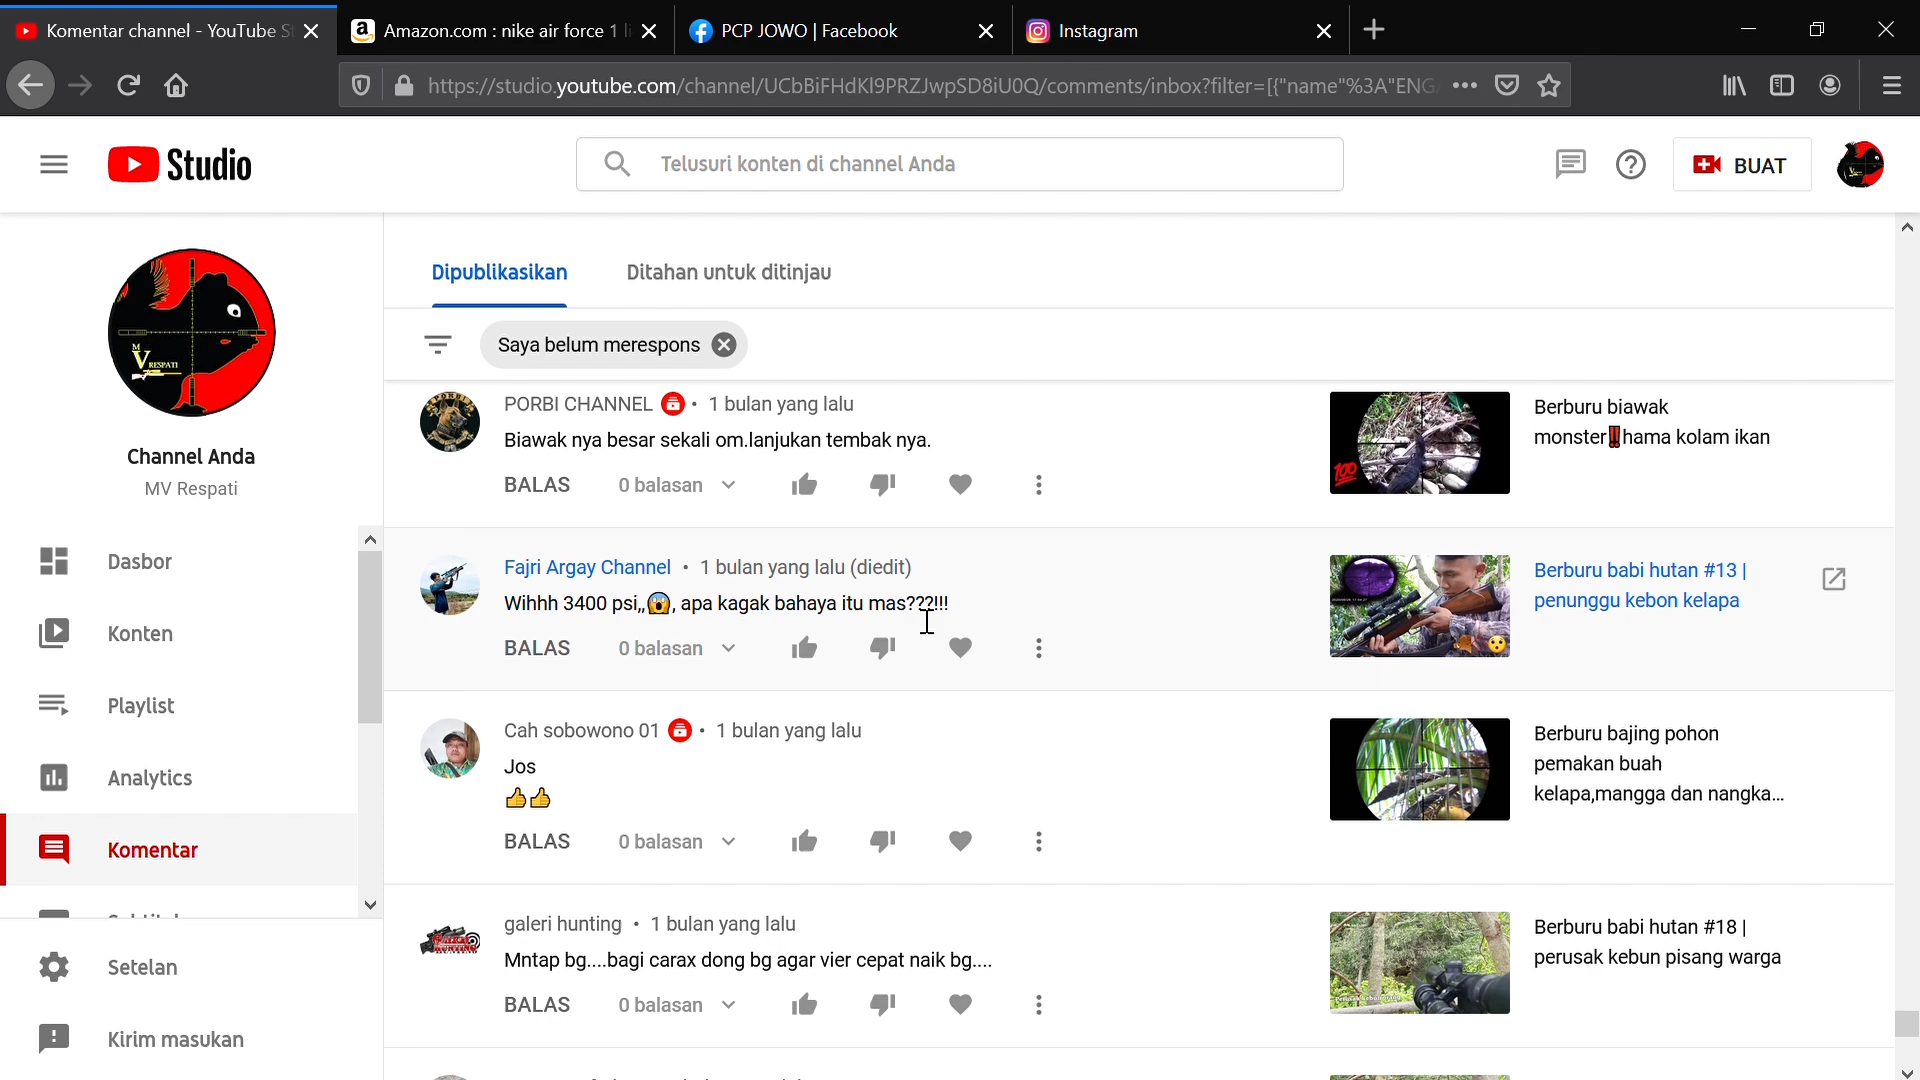 Komentar channel - YouTube St
Amazon.com : nike air force 1 li
PCP JOWO | Facebook
Instagram
https://studio.youtube.com/channel/UCbBiFHdKl9PRZJwpSD8iU0Q/comments/inbox?filter=[{"name"%3A"ENGA
Studio
Telusuri konten di channel Anda
BUAT
MV RESPATI
Channel Anda
MV Respati
Dasbor
Konten
Playlist
Analytics
Komentar
Setelan
Kirim masukan
Dipublikasikan
Ditahan untuk ditinjau
Saya belum merespons
PORBI CHANNEL • 1 bulan yang lalu
Biawak nya besar sekali om.lanjukan tembak nya.
BALAS 0 balasan
100
Berburu biawak
monster‼️hama kolam ikan
Fajri Argay Channel • 1 bulan yang lalu (diedit)
Wihhh 3400 psi,,😱, apa kagak bahaya itu mas???!!!
BALAS 0 balasan
Berburu babi hutan #13 |
penunggu kebon kelapa
Cah sobowono 01 • 1 bulan yang lalu
Jos
👍👍
BALAS 0 balasan
Berburu bajing pohon
pemakan buah
kelapa,mangga dan nangka...
galeri hunting • 1 bulan yang lalu
Mntap bg....bagi carax dong bg agar vier cepat naik bg....
BALAS 0 balasan
Berburu babi hutan #18 |
perusak kebun pisang warga